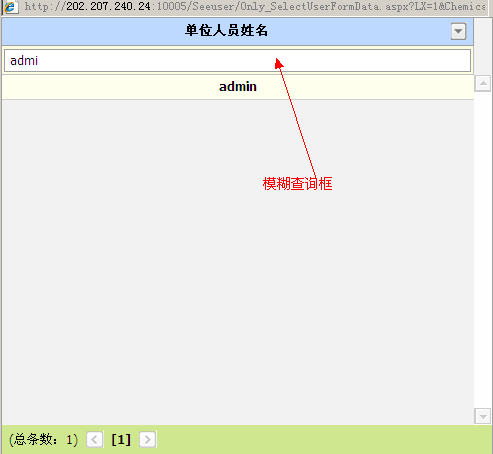 http://202.207.240.24:10005/Seeuser/Only_SelectUserFormData.aspx?LX=1&Chemica
单位人员姓名
admi
admin
模糊查询框
(总条数: 1) [1]